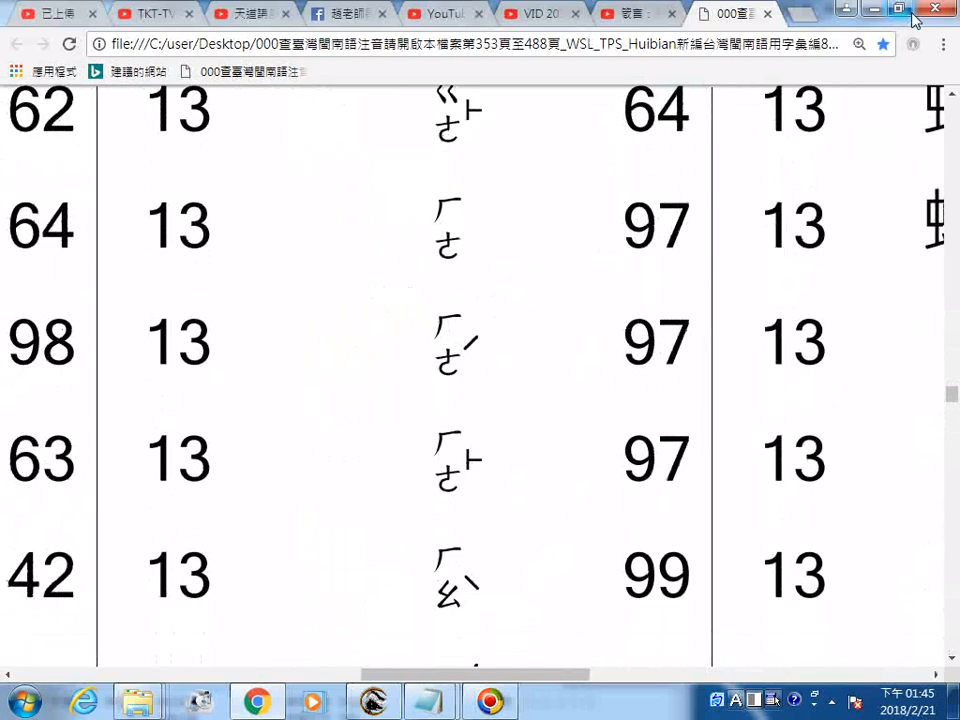 已上傳 TKT-TV 天道講 趙老師 YouTub VID 20 000查臺
file:///C:/user/Desktop/000查臺灣閩南語注音請開啟本檔案第353頁至488頁_WSL_TPS_Huibian新編台灣閩南語用字彙編8...
應用程式 建議的網站 000查臺灣閩南語注
62 13 ㄍㄜㆷ 64 13
64 13 ㄏㄜ 97 13
98 13 ㄏㄜˊ 97 13
63 13 ㄏㄜ 97 13
42 13 ㄏㄠˋ 99 13
下午 01:45
2018/2/21